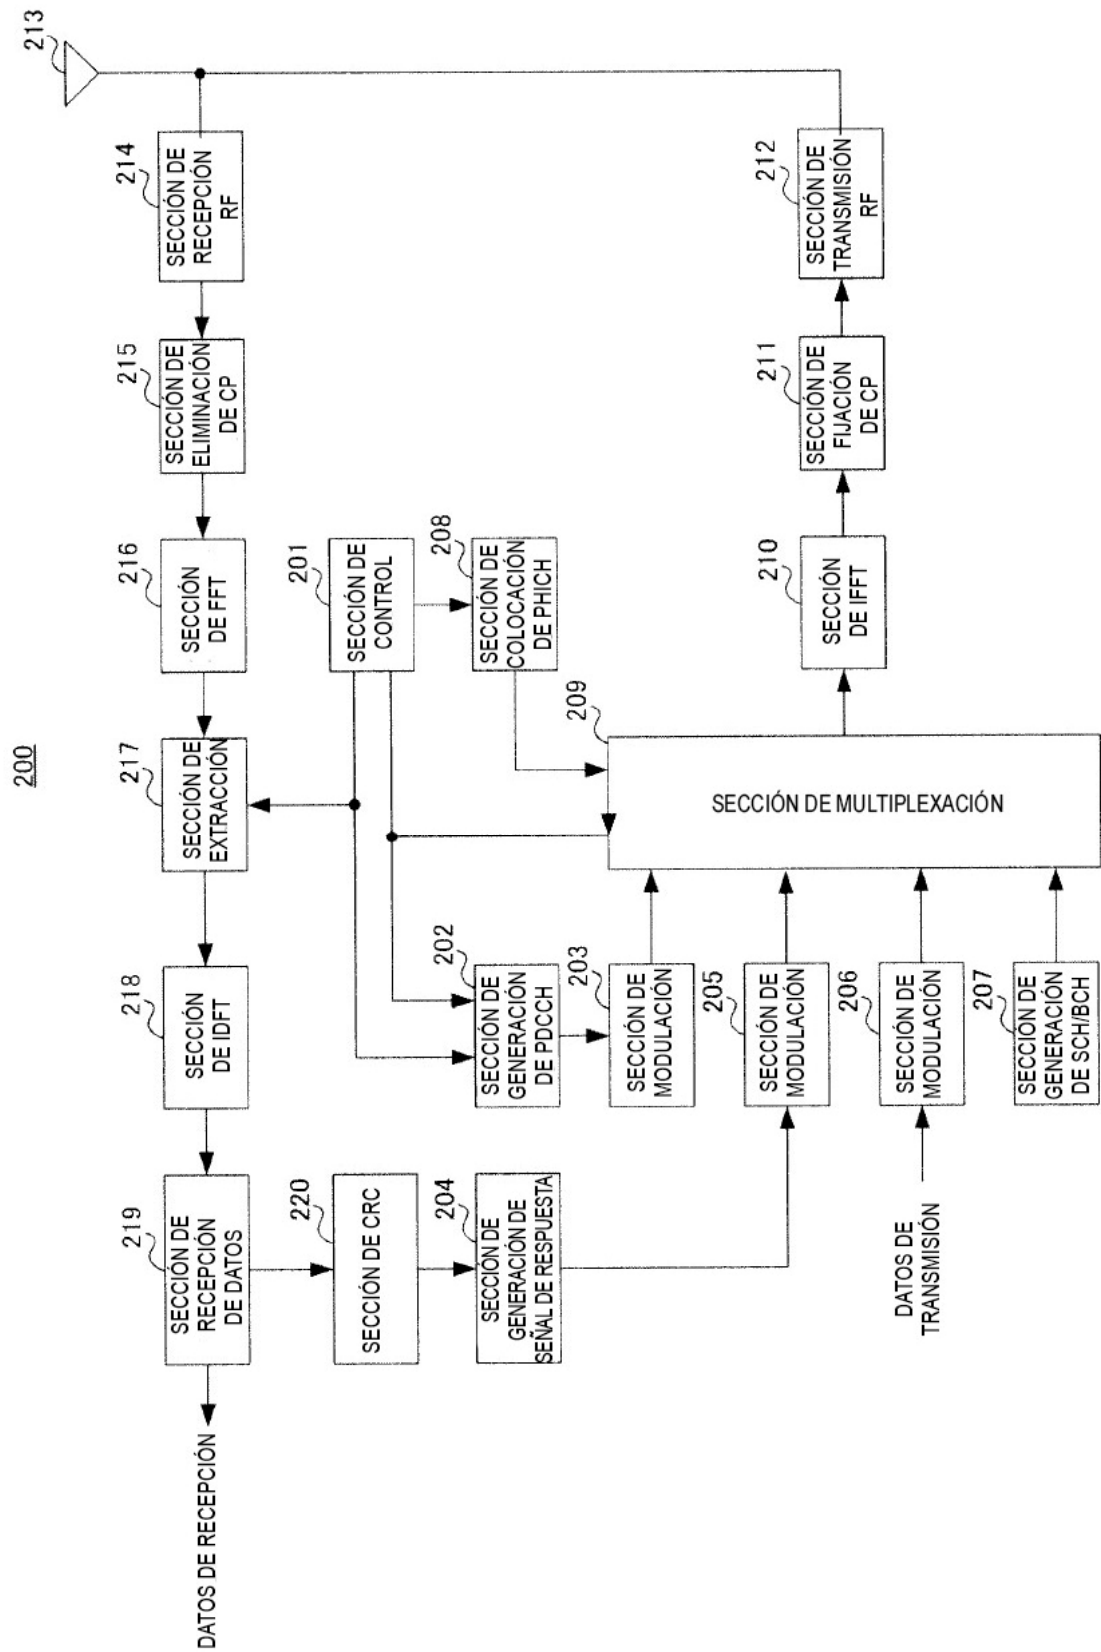 200
213
219
218
217
216
215
214
DATOS DE RECEPCIÓN
SECCIÓN DE
RECEPCIÓN
DE DATOS
SECCIÓN
DE IDFT
SECCIÓN DE
EXTRACCIÓN
SECCIÓN
DE FFT
SECCIÓN DE
ELIMINACIÓN
DE CP
SECCIÓN DE
RECEPCIÓN
RF
220
SECCIÓN DE CRC
201
SECCIÓN DE
CONTROL
204
SECCIÓN DE
GENERACIÓN DE
SEÑAL DE RESPUESTA
202
SECCIÓN DE
GENERACIÓN
DE PDCCH
208
SECCIÓN DE
COLOCACIÓN
DE PHICH
203
SECCIÓN DE
MODULACIÓN
209
SECCIÓN DE MULTIPLEXACIÓN
205
SECCIÓN DE
MODULACIÓN
210
SECCIÓN
DE IFFT
211
SECCIÓN DE
FIJACIÓN
DE CP
212
SECCIÓN DE
TRANSMISIÓN
RF
DATOS DE
TRANSMISIÓN
206
SECCIÓN DE
MODULACIÓN
207
SECCIÓN DE
GENERACIÓN
DE SCH/BCH